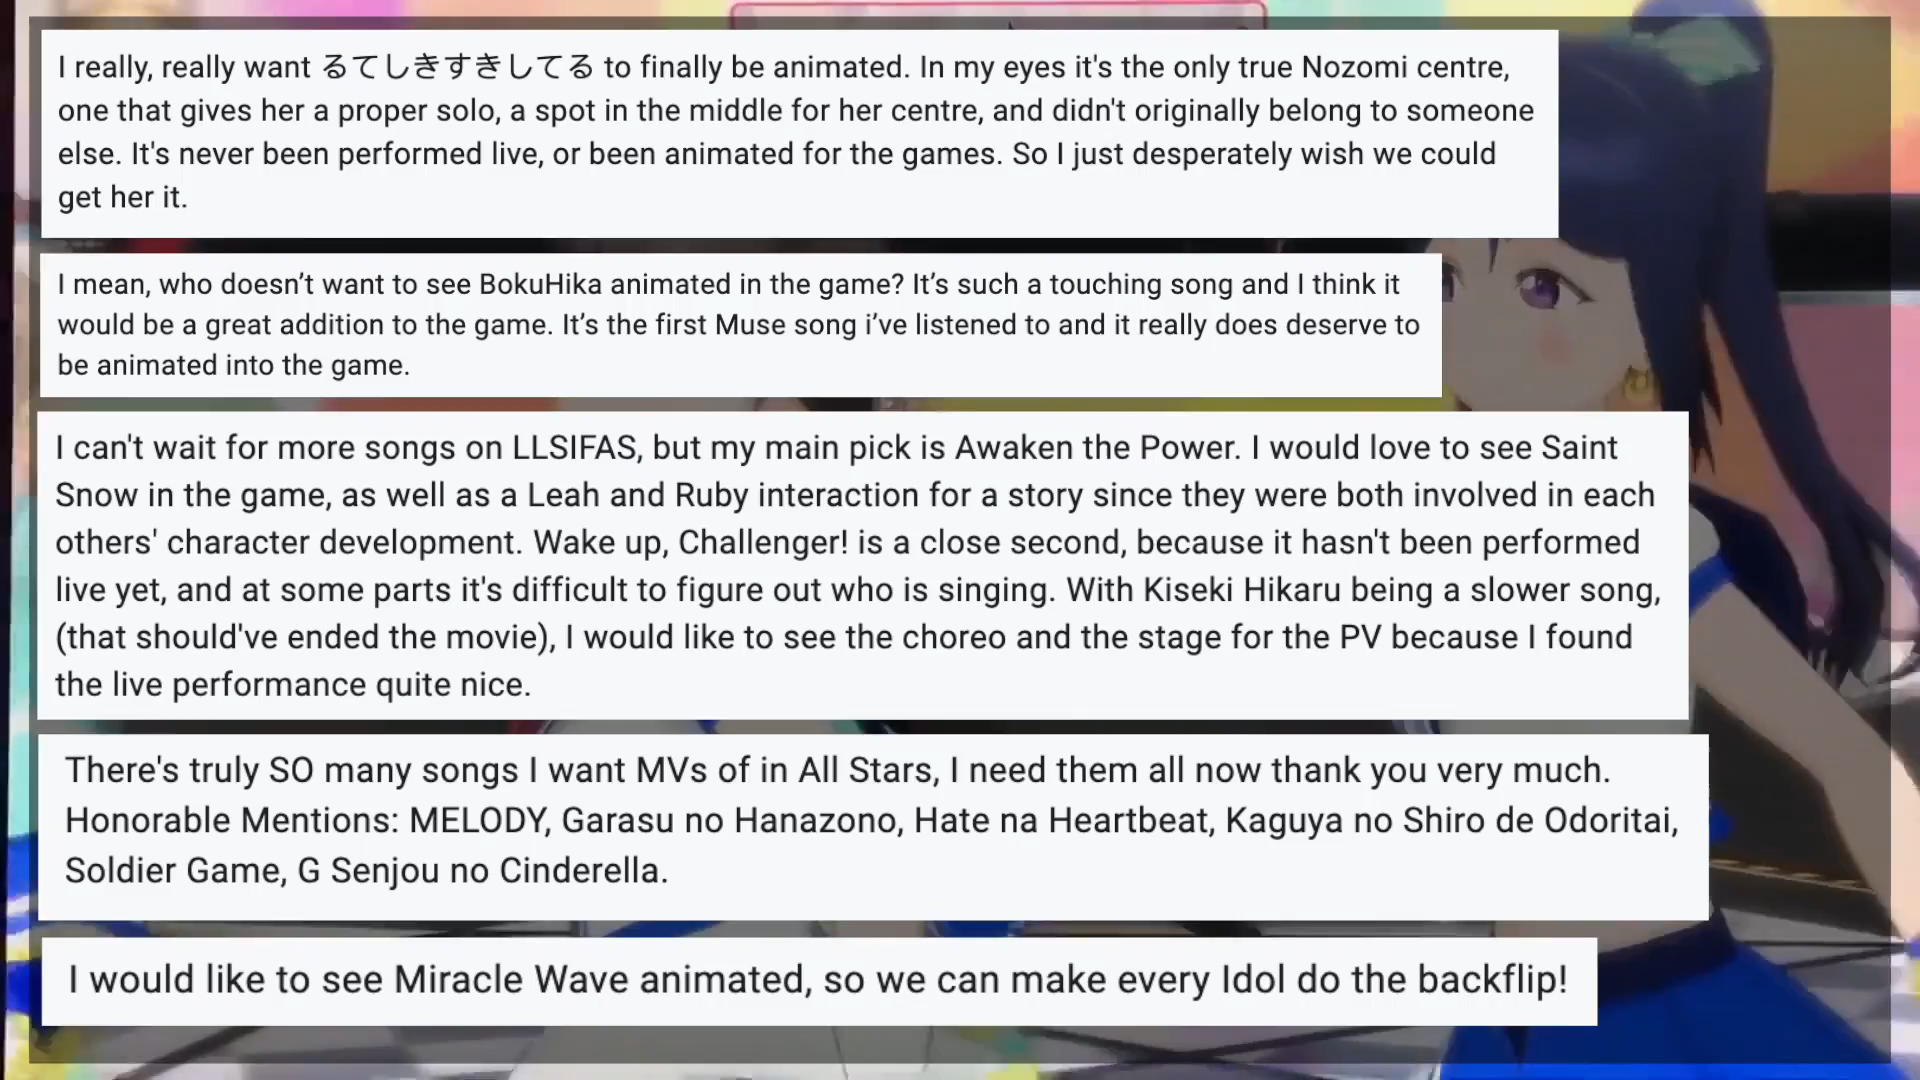 I really, really want るてしきすきしてる to finally be animated. In my eyes it's the only true Nozomi centre,
one that gives her a proper solo, a spot in the middle for her centre, and didn't originally belong to someone
else. It's never been performed live, or been animated for the games. So I just desperately wish we could
get her it.
I mean, who doesn’t want to see BokuHika animated in the game? It’s such a touching song and I think it
would be a great addition to the game. It’s the first Muse song i’ve listened to and it really does deserve to
be animated into the game.
I can't wait for more songs on LLSIFAS, but my main pick is Awaken the Power. I would love to see Saint
Snow in the game, as well as a Leah and Ruby interaction for a story since they were both involved in each
others' character development. Wake up, Challenger! is a close second, because it hasn't been performed
live yet, and at some parts it's difficult to figure out who is singing. With Kiseki Hikaru being a slower song,
(that should've ended the movie), I would like to see the choreo and the stage for the PV because I found
the live performance quite nice.
There's truly SO many songs I want MVs of in All Stars, I need them all now thank you very much.
Honorable Mentions: MELODY, Garasu no Hanazono, Hate na Heartbeat, Kaguya no Shiro de Odoritai,
Soldier Game, G Senjou no Cinderella.
I would like to see Miracle Wave animated, so we can make every Idol do the backflip!